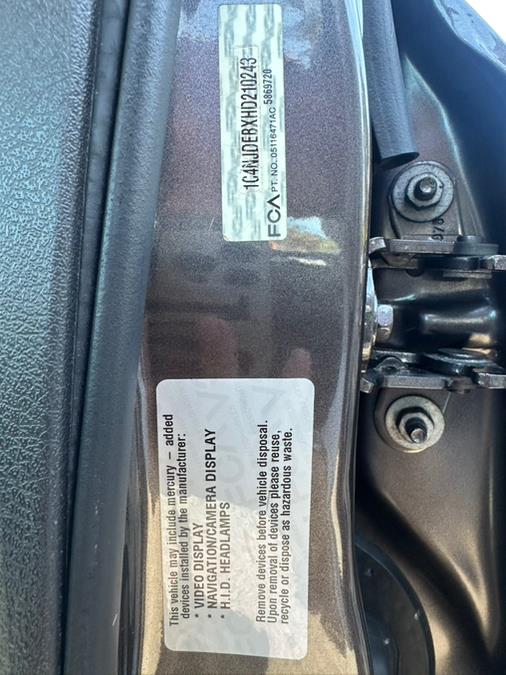 1C4NJDEBXHD210243
FCA PT. NO. 05116471AC 5869720
This vehicle may include mercury — added
devices installed by the manufacturer:
* VIDEO DISPLAY
* NAVIGATION/CAMERA DISPLAY
* H.I.D. HEADLAMPS
Remove devices before vehicle disposal.
Upon removal of devices please reuse,
recycle or dispose as hazardous waste.